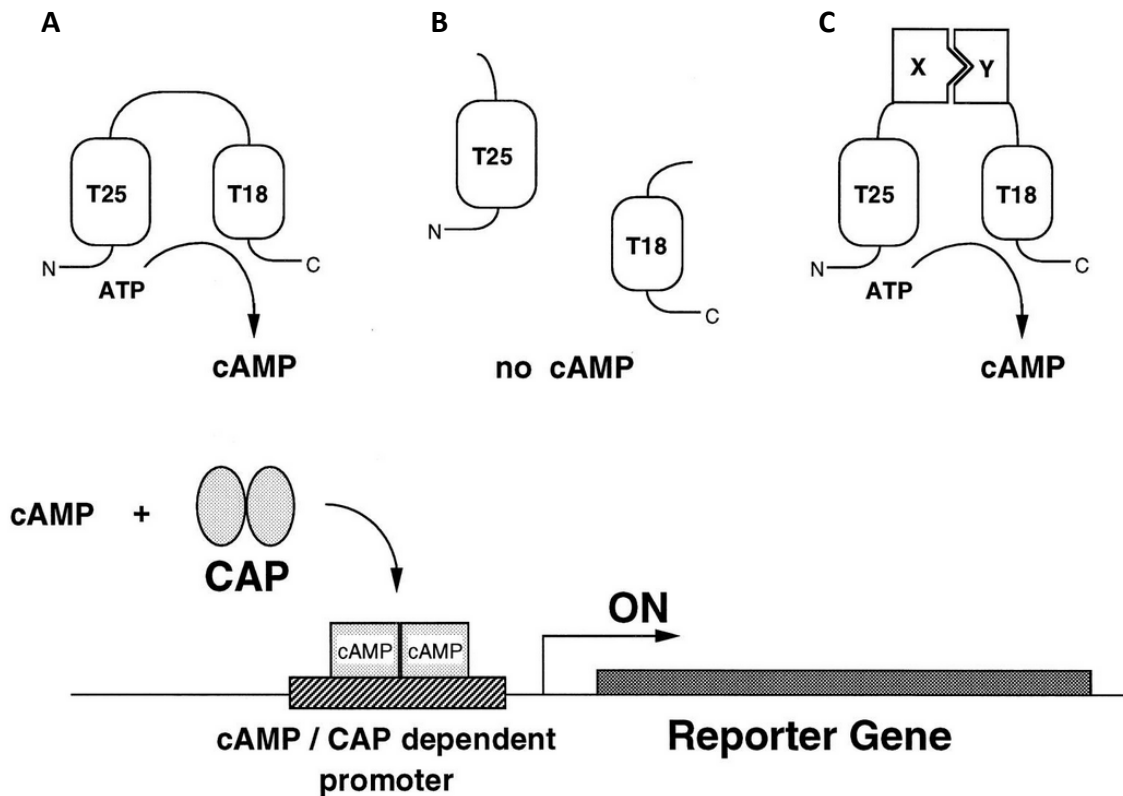 A B C
X Y
T25 T18
T25
T18
T25 T18
N C
N
C
N C
ATP
ATP
cAMP
no cAMP
cAMP
cAMP + CAP
ON
cAMP cAMP
cAMP / CAP dependent
promoter
Reporter Gene